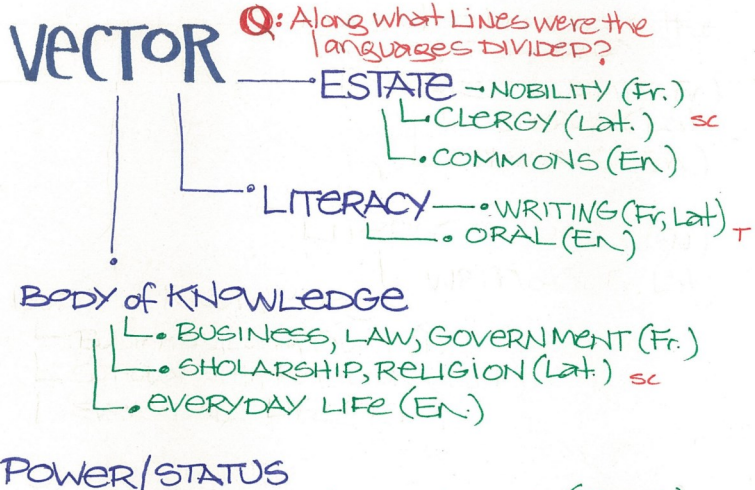 VECTOR
Q: Along what Lines were the
languages DIVIDED?
ESTATE → NOBILITY (Fr.)
CLERGY (Lat.) SC
COMMONS (En)
LITERACY — • WRITING (Fr, Lat) T
• ORAL (En)
BODY of KNOWLEDGE
• BUSINESS, LAW, GOVERNMENT (Fr.)
• SHOLARSHIP, RELIGION (Lat.) SC
• EVERYDAY LIFE (En.)
POWER/STATUS